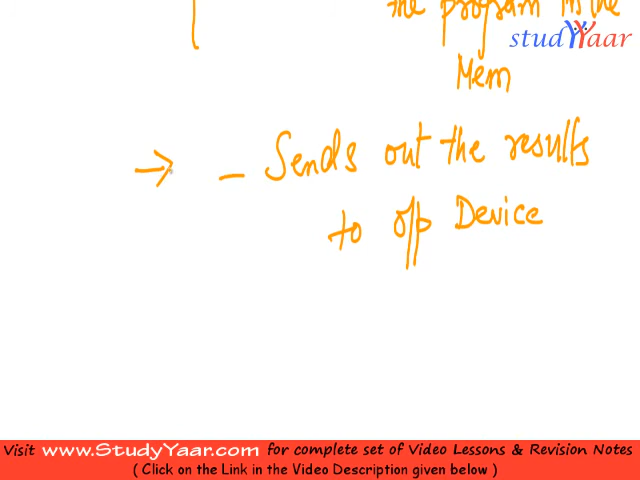 the program in the
studYYaar
Mem
→ – Sends out the results
to o/p Device
Visit www.StudyYaar.com for complete set of Video Lessons & Revision Notes
( Click on the Link in the Video Description given below )